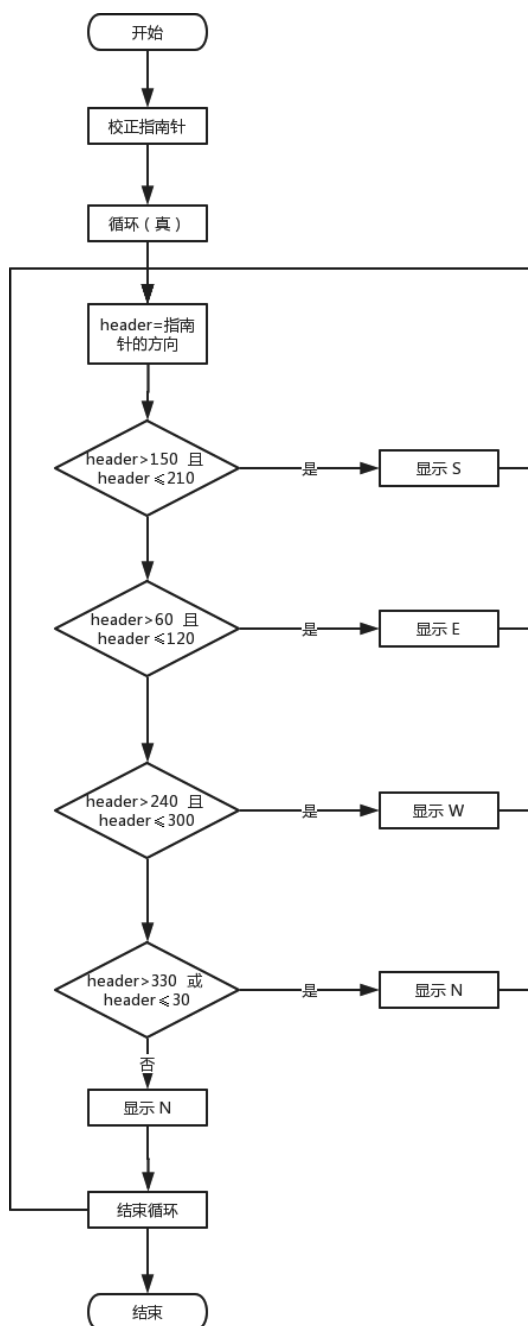 开始
校正指南针
循环（真）
header=指南
针的方向
header>150 且
header≤210
是
显示 S
header>60 且
header≤120
是
显示 E
header>240 且
header≤300
是
显示 W
header>330 或
header≤30
是
显示 N
否
显示 N
结束循环
结束